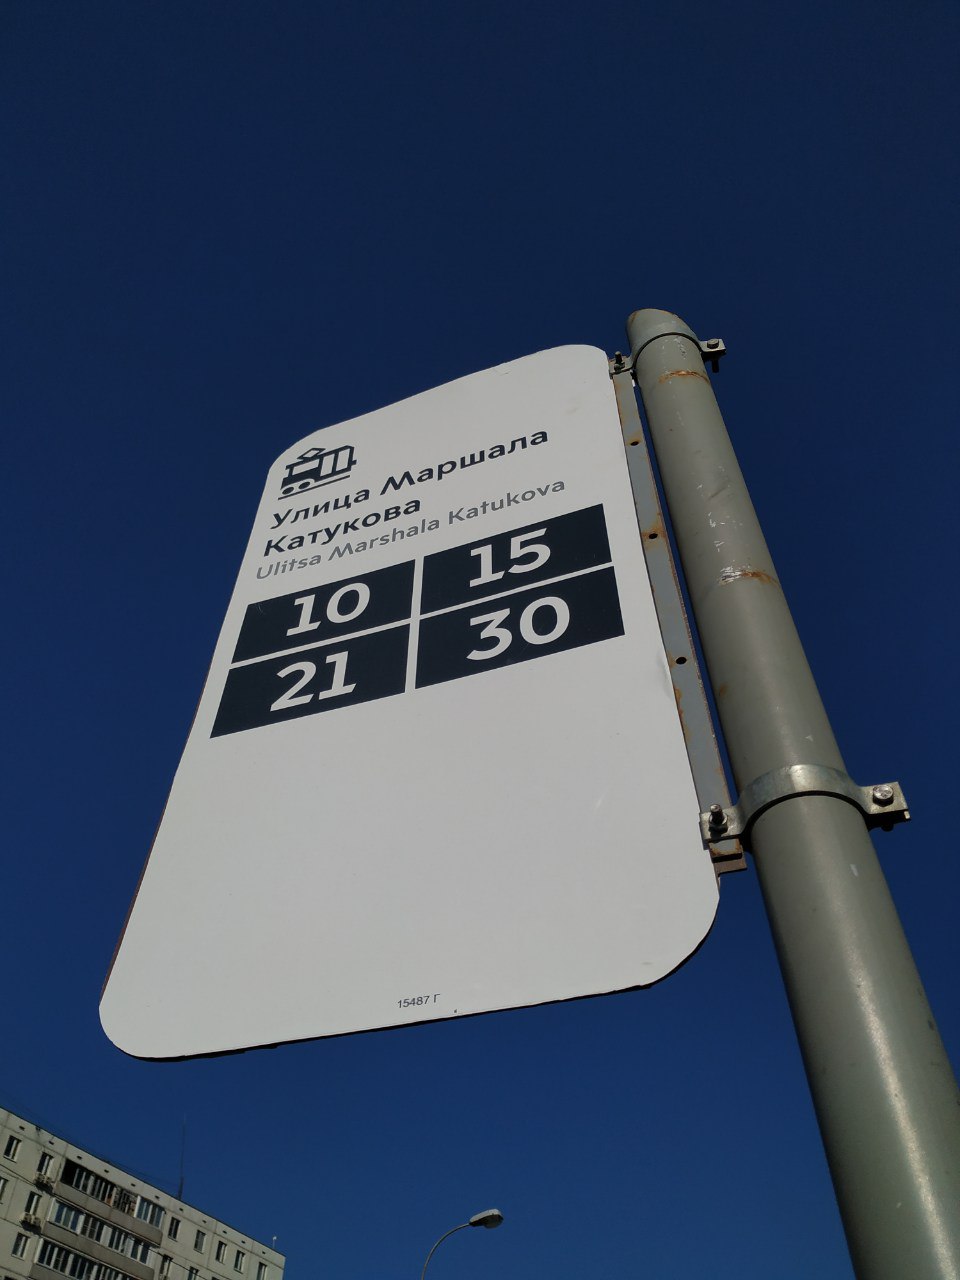 Улица Маршала
Катукова
Ulitsa Marshala Katukova
10 15
21 30
15487 Г